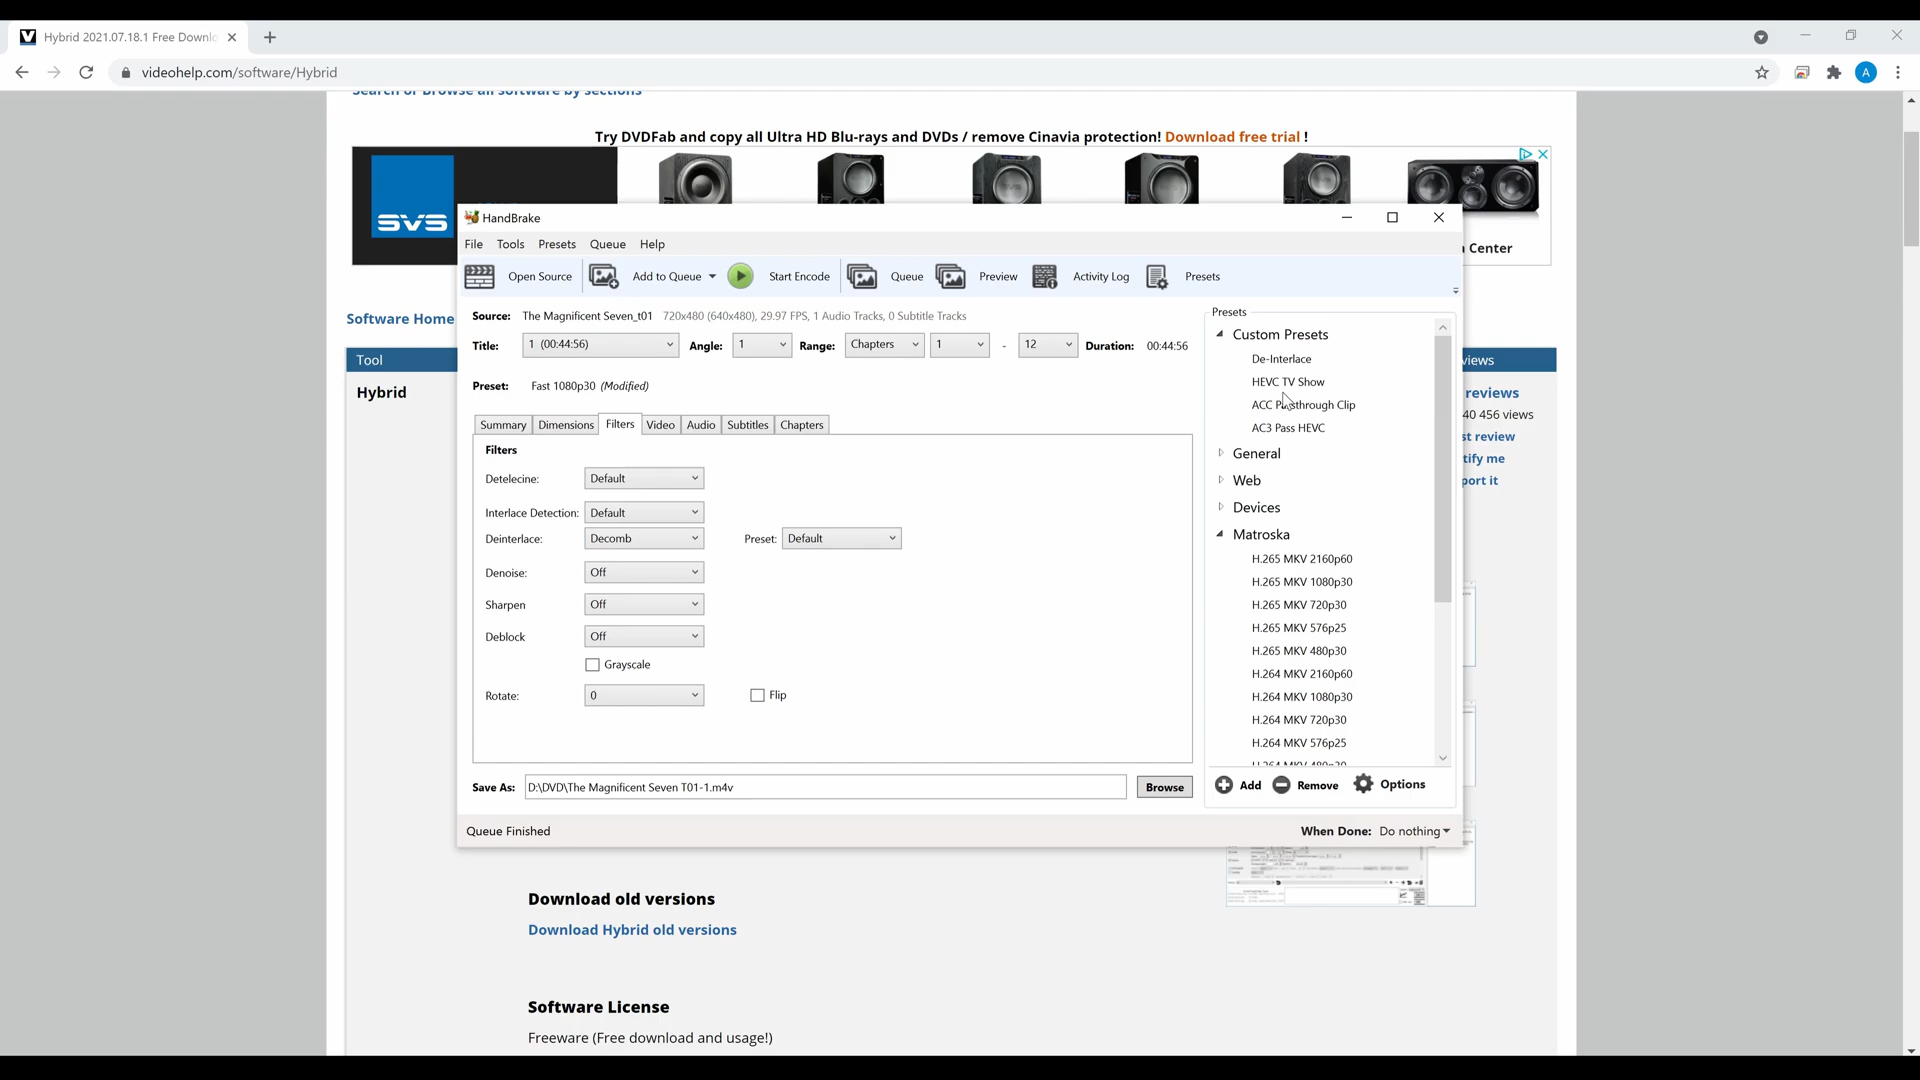 Hybrid 2021.07.18.1 Free Downlo
videohelp.com/software/Hybrid
A
Search or Browse all software by sections
Try DVDFab and copy all Ultra HD Blu-rays and DVDs / remove Cinavia protection! Download free trial !
SVS
Center
Software Home
Tool
Hybrid
views
reviews
40 456 views
st review
tify me
port it
HandBrake
File Tools Presets Queue Help
Open Source Add to Queue Start Encode Queue Preview Activity Log Presets
Source: The Magnificent Seven_t01 720x480 (640x480), 29.97 FPS, 1 Audio Tracks, 0 Subtitle Tracks
Title: 1 (00:44:56) Angle: 1 Range: Chapters 1 - 12 Duration: 00:44:56
Preset: Fast 1080p30 (Modified)
Summary Dimensions Filters Video Audio Subtitles Chapters
Filters
Detelecine: Default
Interlace Detection: Default
Deinterlace: Decomb Preset: Default
Denoise: Off
Sharpen Off
Deblock Off
Grayscale
Rotate: 0 Flip
Save As: D:\DVD\The Magnificent Seven T01-1.m4v Browse
Presets
Custom Presets
De-Interlace
HEVC TV Show
ACC Passthrough Clip
AC3 Pass HEVC
General
Web
Devices
Matroska
H.265 MKV 2160p60
H.265 MKV 1080p30
H.265 MKV 720p30
H.265 MKV 576p25
H.265 MKV 480p30
H.264 MKV 2160p60
H.264 MKV 1080p30
H.264 MKV 720p30
H.264 MKV 576p25
H.264 MKV 480p30
Add Remove Options
Queue Finished When Done: Do nothing
Download old versions
Download Hybrid old versions
Software License
Freeware (Free download and usage!)